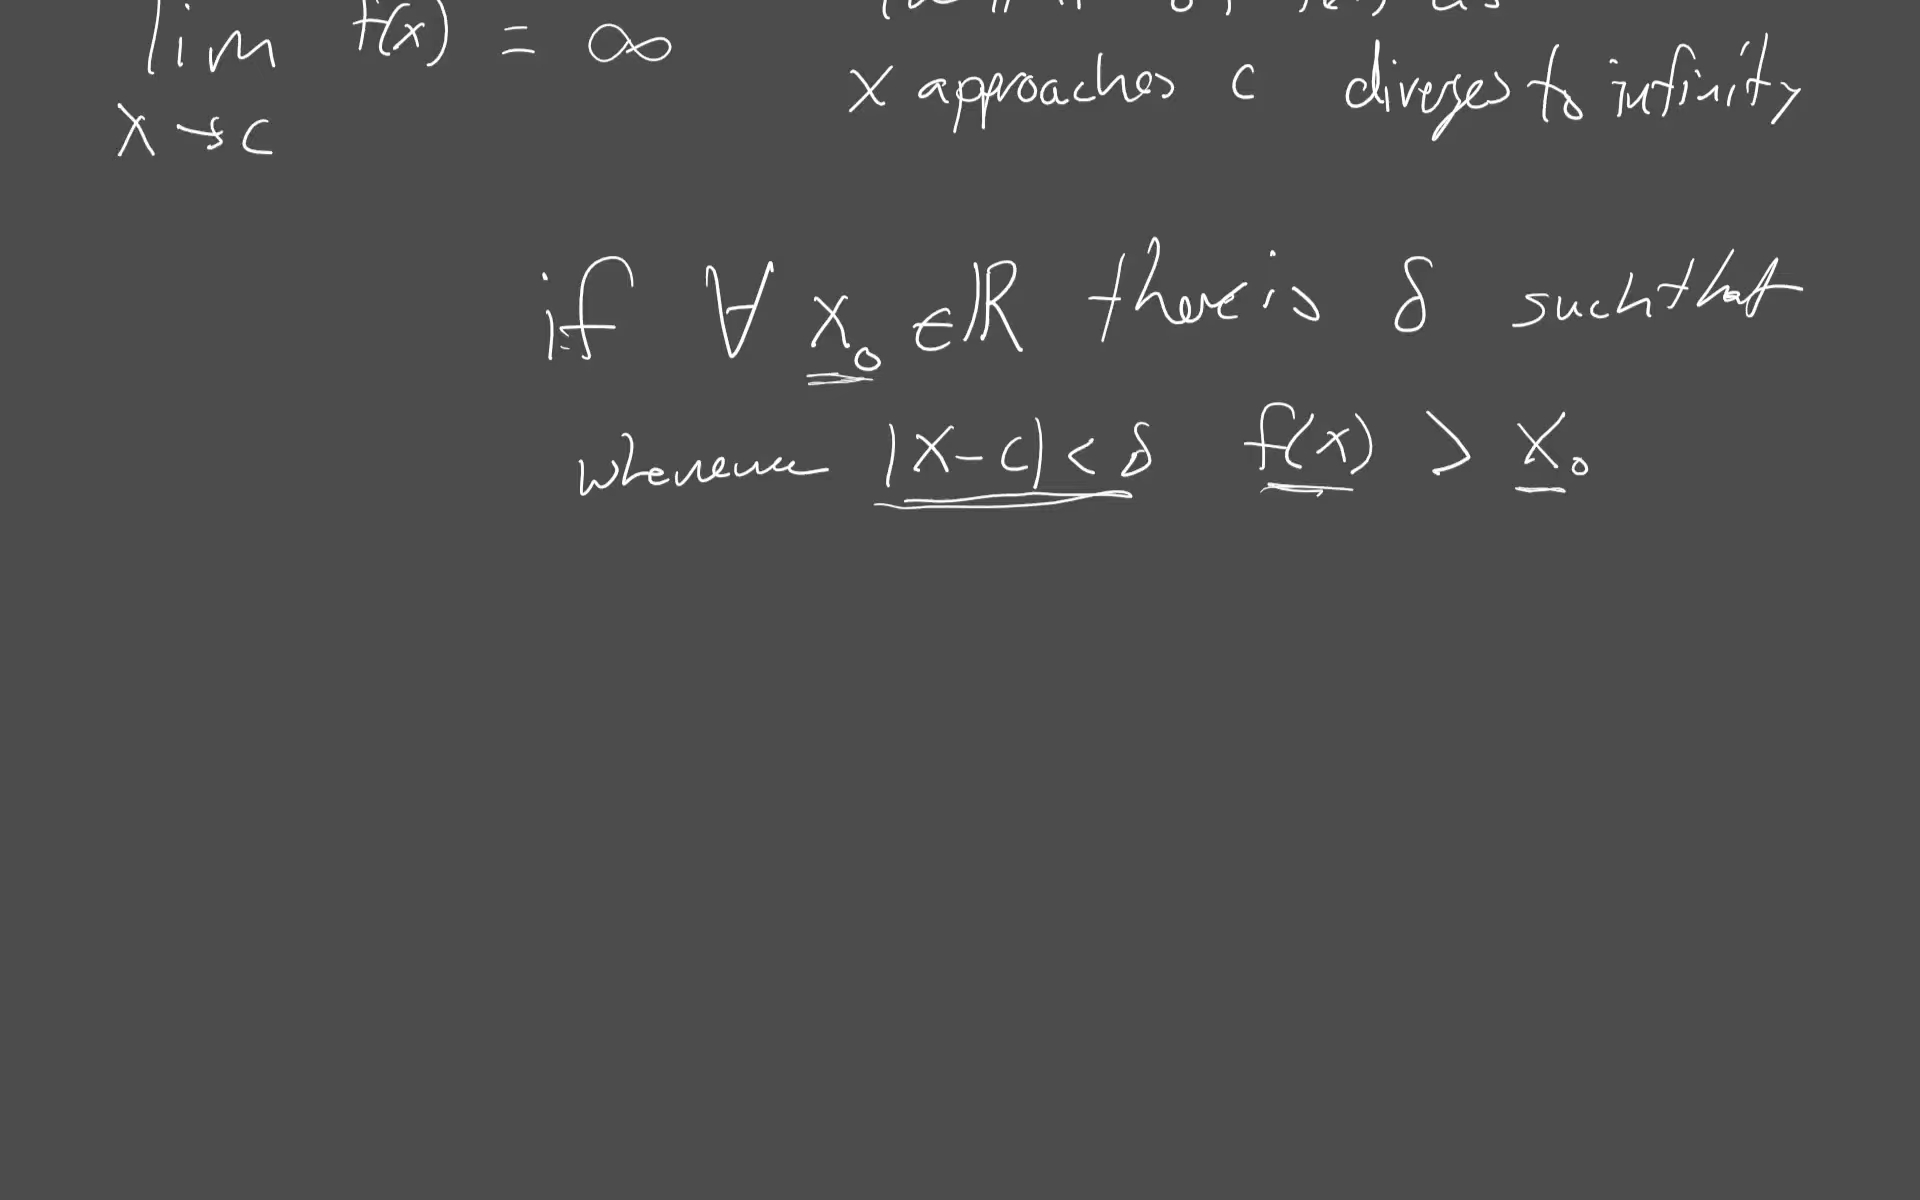 lim f(x) = ∞
x → c
x approaches c diverges to infinity
if ∀ x₀ ∈ ℝ there is δ such that
whenever |x - c| < δ f(x) > x₀